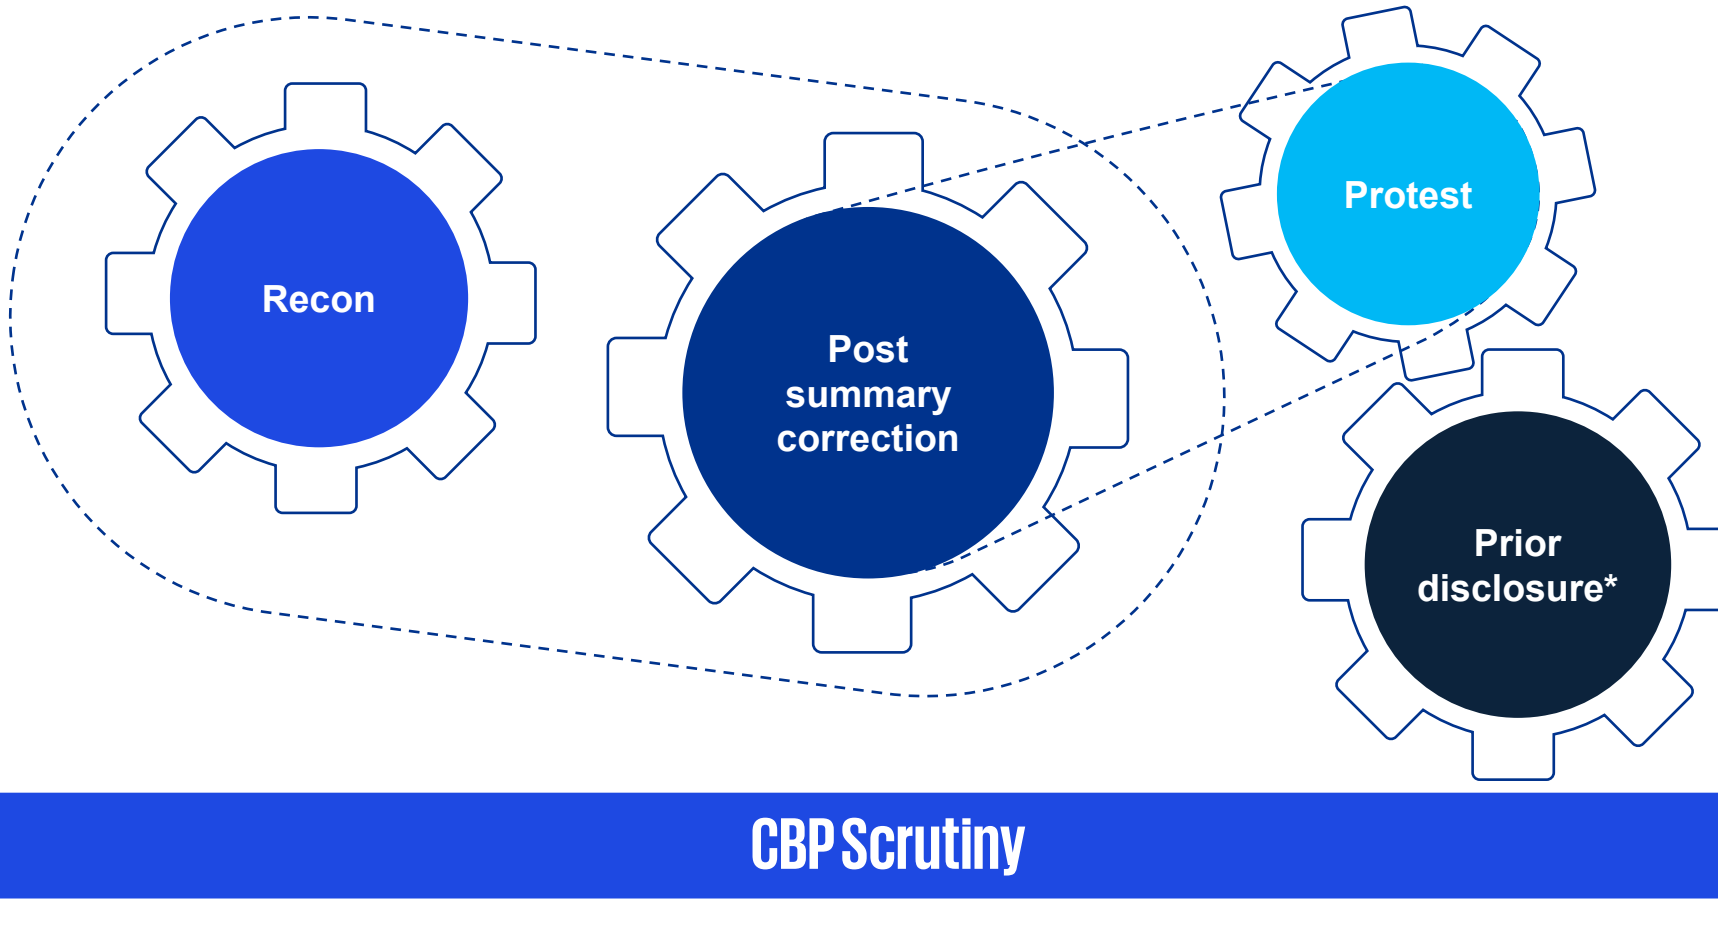 Recon
Post
summary
correction
Protest
Prior
disclosure*
CBP Scrutiny